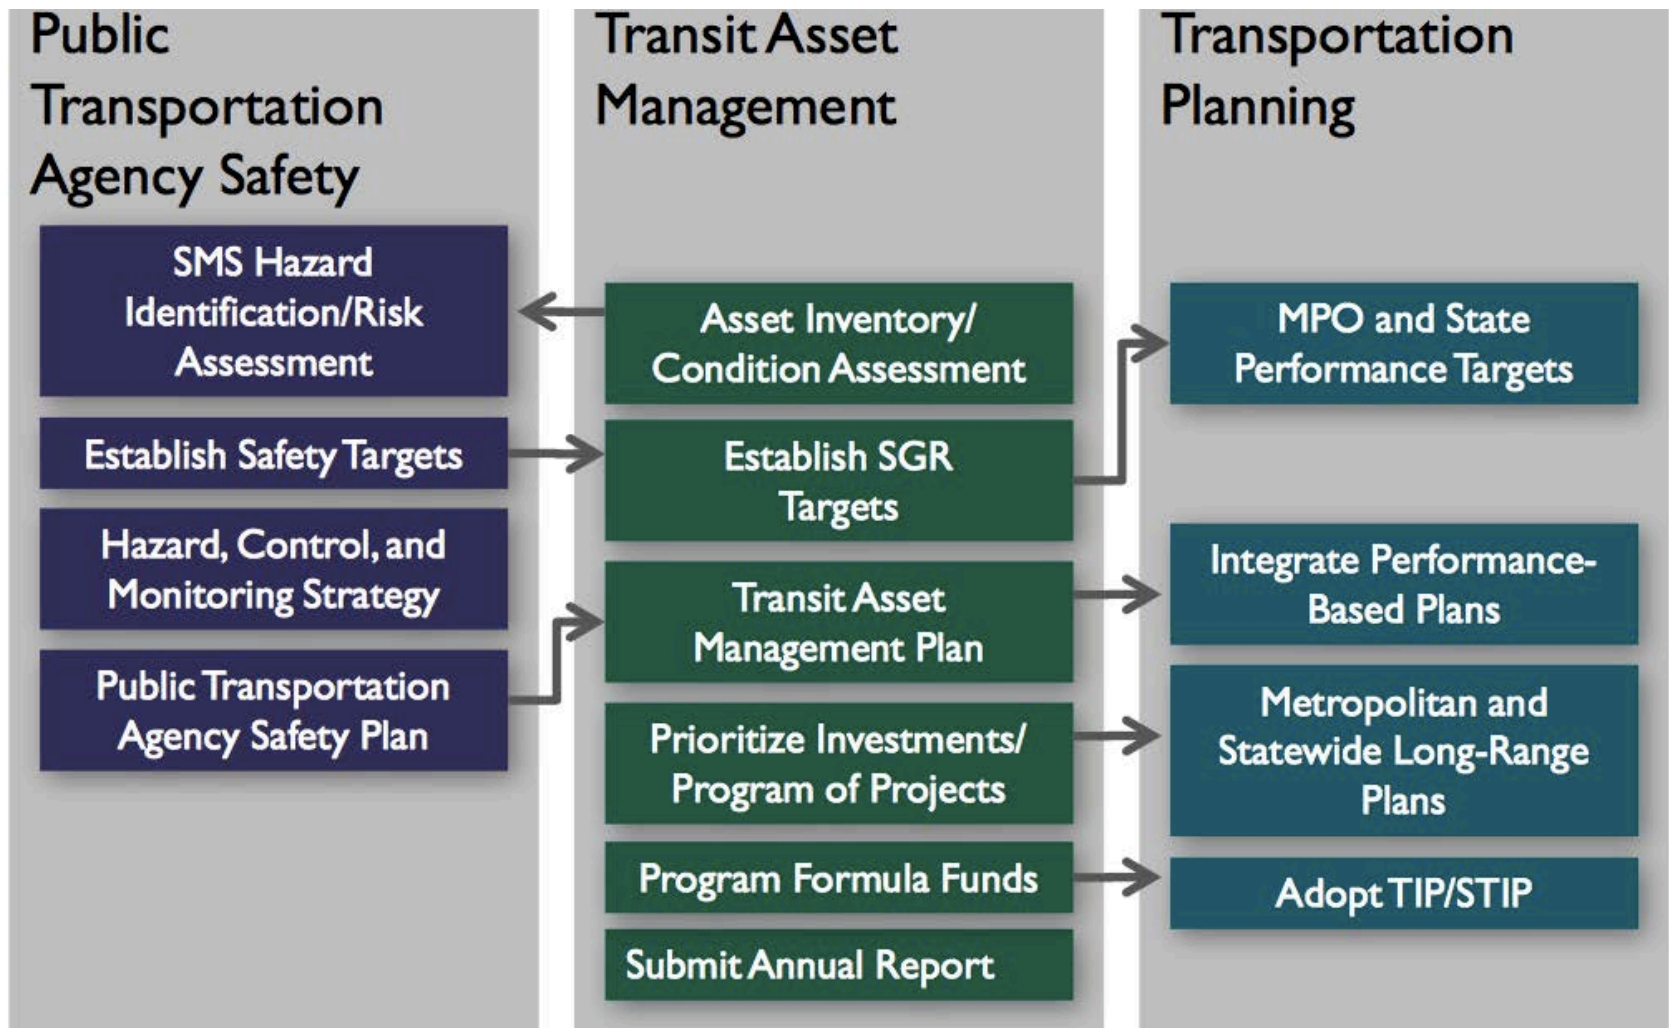 Public
Transportation
Agency Safety
SMS Hazard
Identification/Risk
Assessment
Establish Safety Targets
Hazard, Control, and
Monitoring Strategy
Public Transportation
Agency Safety Plan
Transit Asset
Management
Asset Inventory/
Condition Assessment
Establish SGR
Targets
Transit Asset
Management Plan
Prioritize Investments/
Program of Projects
Program Formula Funds
Submit Annual Report
Transportation
Planning
MPO and State
Performance Targets
Integrate Performance-
Based Plans
Metropolitan and
Statewide Long-Range
Plans
Adopt TIP/STIP